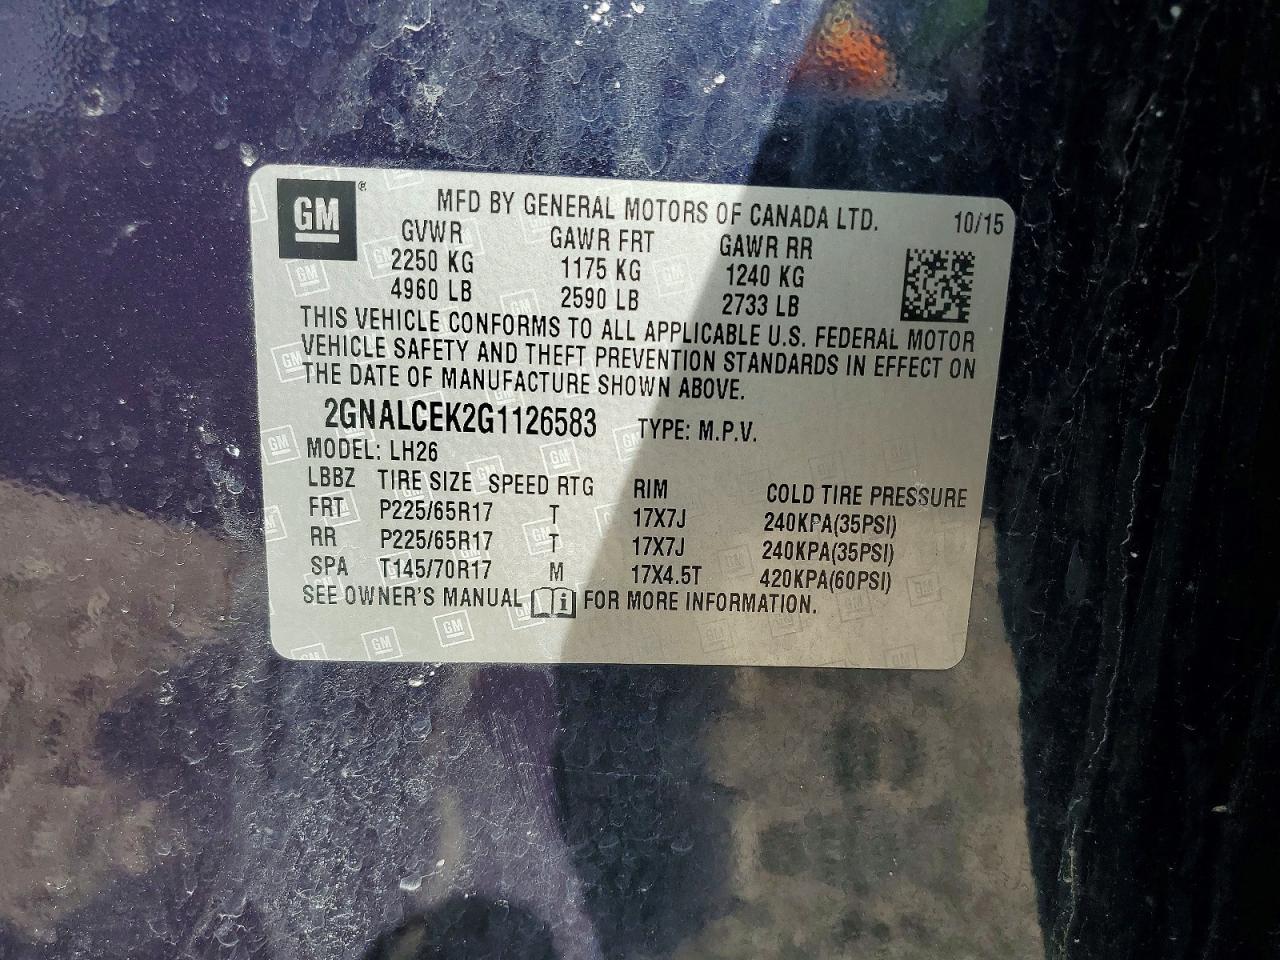 GM ® MFD BY GENERAL MOTORS OF CANADA LTD. 10/15
GVWR GAWR FRT GAWR RR
2250 KG 1175 KG 1240 KG
4960 LB 2590 LB 2733 LB
THIS VEHICLE CONFORMS TO ALL APPLICABLE U.S. FEDERAL MOTOR
VEHICLE SAFETY AND THEFT PREVENTION STANDARDS IN EFFECT ON
THE DATE OF MANUFACTURE SHOWN ABOVE.
2GNALCEK2G1126583 TYPE: M.P.V.
MODEL: LH26
LBBZ TIRE SIZE SPEED RTG RIM COLD TIRE PRESSURE
FRT P225/65R17 T 17X7J 240KPA(35PSI)
RR P225/65R17 T 17X7J 240KPA(35PSI)
SPA T145/70R17 M 17X4.5T 420KPA(60PSI)
SEE OWNER'S MANUAL i FOR MORE INFORMATION.